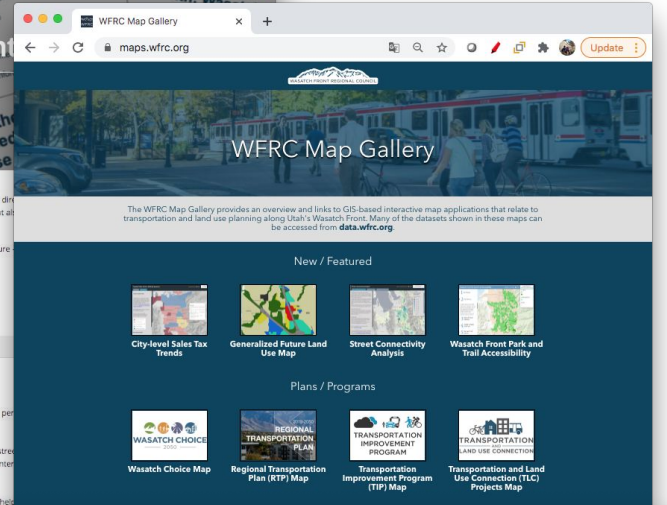 WFRC Map Gallery
maps.wfrc.org
Update
WASATCH FRONT REGIONAL COUNCIL
WFRC Map Gallery
The WFRC Map Gallery provides an overview and links to GIS-based interactive map applications that relate to
transportation and land use planning along Utah's Wasatch Front. Many of the datasets shown in these maps can
be accessed from data.wfrc.org.
New / Featured
City-level Sales Tax
Trends
Generalized Future Land
Use Map
Street Connectivity
Analysis
Wasatch Front Park and
Trail Accessibility
Plans / Programs
WASATCH CHOICE
2050
Wasatch Choice Map
REGIONAL
TRANSPORTATION
PLAN
Regional Transportation
Plan (RTP) Map
TRANSPORTATION
IMPROVEMENT
PROGRAM
Transportation
Improvement Program
(TIP) Map
TRANSPORTATION
AND
LAND USE CONNECTION
Transportation and Land
Use Connection (TLC)
Projects Map